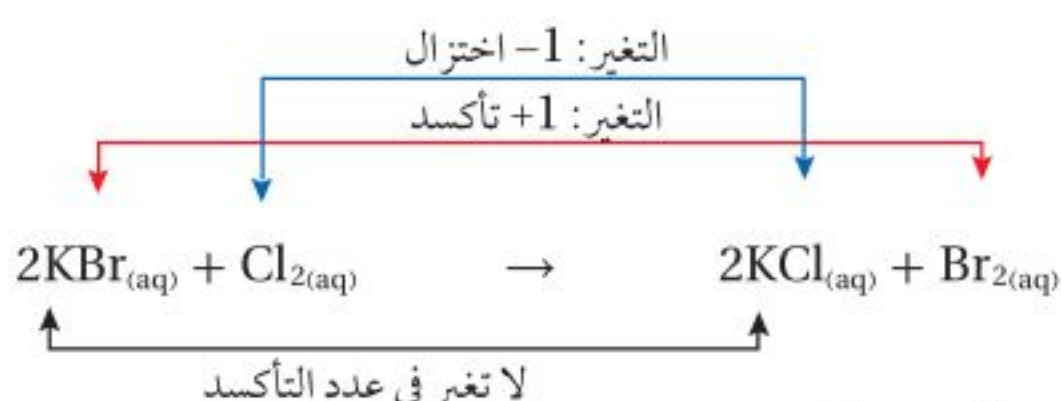 التغير: 1− اختزال
التغير: 1+ تأكسد
2KBr(aq) + Cl2(aq) → 2KCl(aq) + Br2(aq)
لا تغير في عدد التأكسد